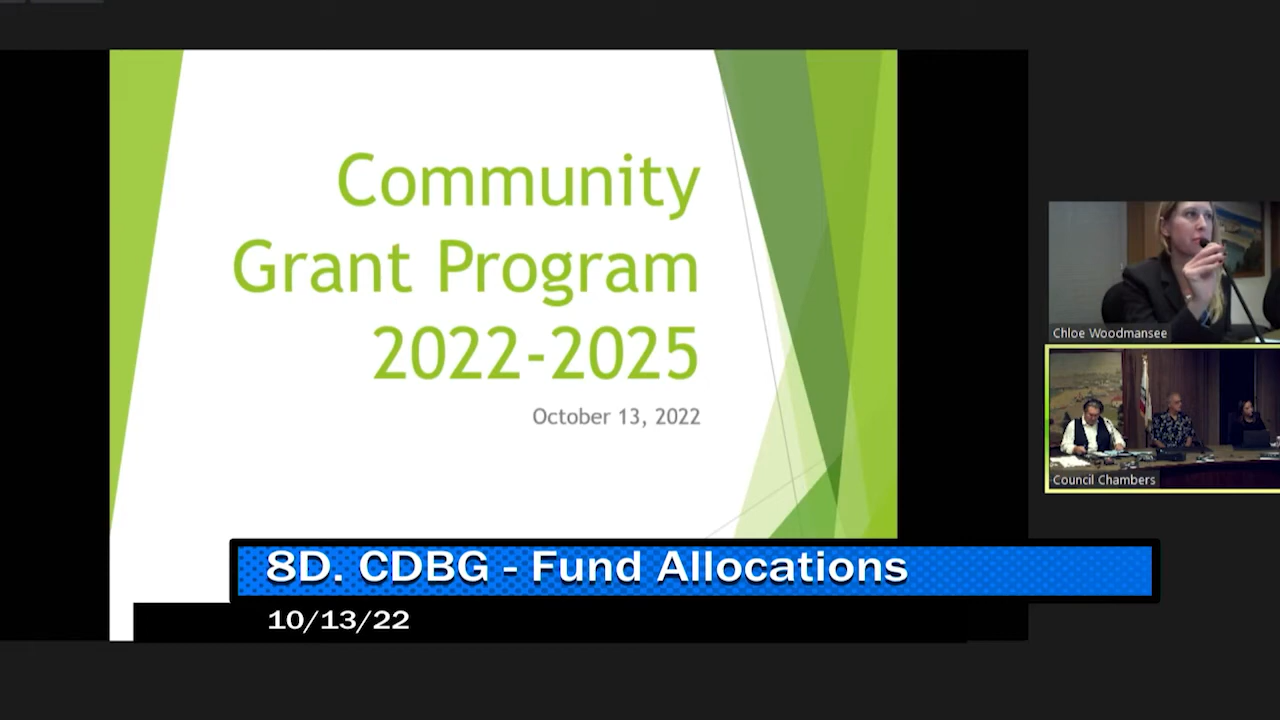 Community
Grant Program
2022-2025
October 13, 2022
Chloe Woodmansee
Council Chambers
8D. CDBG - Fund Allocations
10/13/22